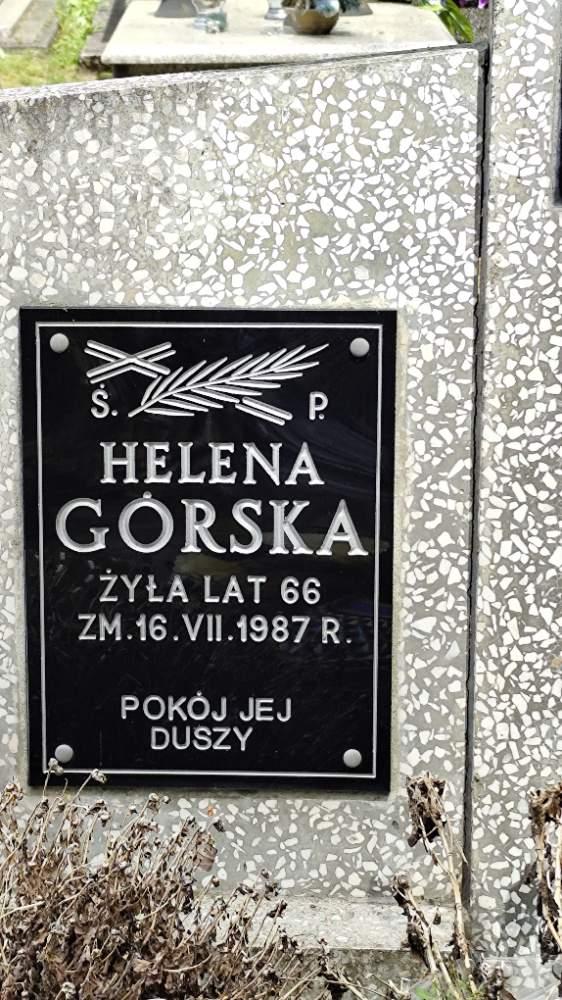 Ś. P.
HELENA
GÓRSKA
ŻYŁA LAT 66
ZM.16.VII.1987 R.
POKÓJ JEJ
DUSZY